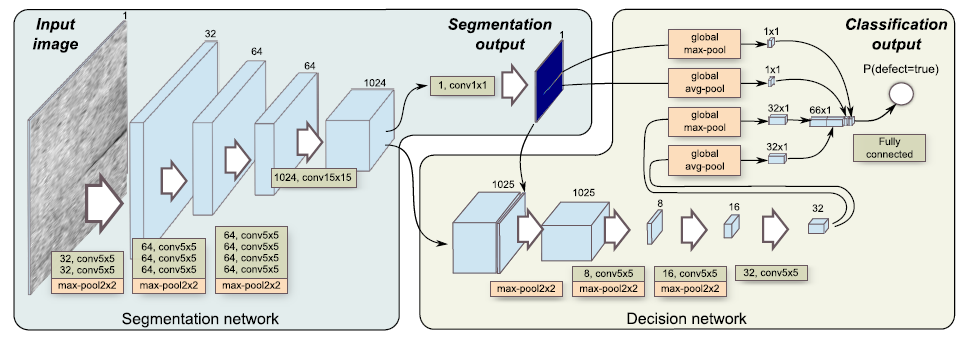 Input
image
1
32
64
64
1024
1, conv1x1
Segmentation
output
1
1024, conv15x15
32, conv5x5
32, conv5x5
max-pool2x2
64, conv5x5
64, conv5x5
64, conv5x5
max-pool2x2
64, conv5x5
64, conv5x5
64, conv5x5
64, conv5x5
max-pool2x2
Segmentation network
Classification
output
P(defect=true)
global
max-pool
1x1
global
avg-pool
1x1
global
max-pool
32x1
66x1
global
avg-pool
32x1
Fully
connected
1025
1025
8
16
32
max-pool2x2
8, conv5x5
max-pool2x2
16, conv5x5
max-pool2x2
32, conv5x5
Decision network